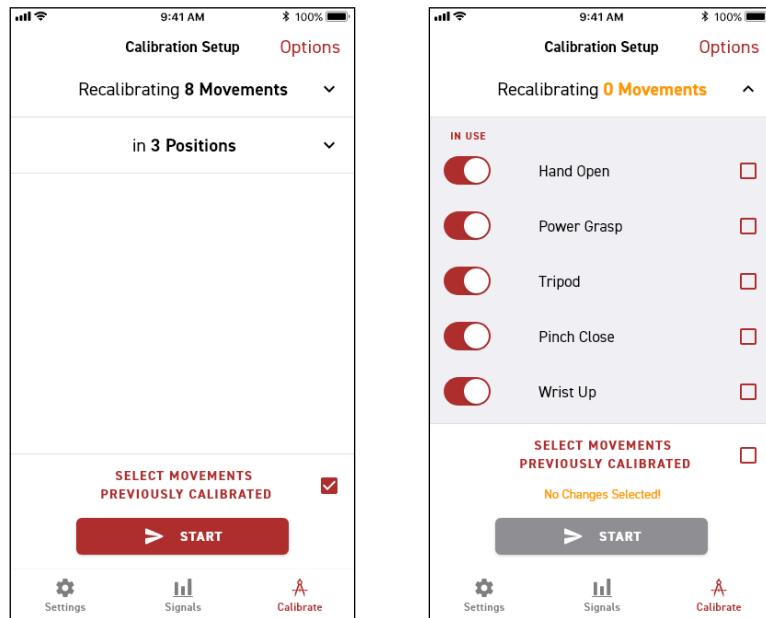 9:41 AM
100%
Calibration Setup
Options
Recalibrating 8 Movements
in 3 Positions
SELECT MOVEMENTS
PREVIOUSLY CALIBRATED
START
Settings
Signals
Calibrate
9:41 AM
100%
Calibration Setup
Options
Recalibrating 0 Movements
IN USE
Hand Open
Power Grasp
Tripod
Pinch Close
Wrist Up
SELECT MOVEMENTS
PREVIOUSLY CALIBRATED
No Changes Selected!
START
Settings
Signals
Calibrate